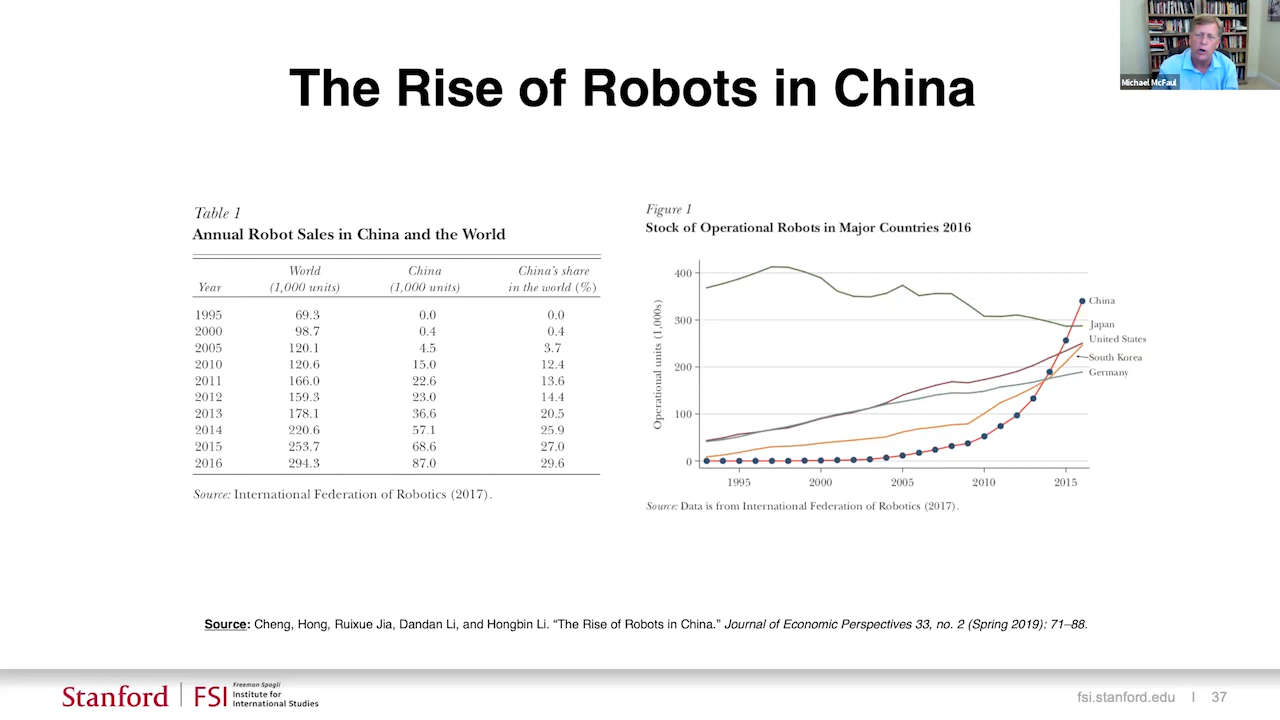 Michael McFaul
The Rise of Robots in China
Table 1
Annual Robot Sales in China and the World
World China China's share
Year (1,000 units) (1,000 units) in the world (%)
1995 69.3 0.0 0.0
2000 98.7 0.4 0.4
2005 120.1 4.5 3.7
2010 120.6 15.0 12.4
2011 166.0 22.6 13.6
2012 159.3 23.0 14.4
2013 178.1 36.6 20.5
2014 220.6 57.1 25.9
2015 253.7 68.6 27.0
2016 294.3 87.0 29.6
Source: International Federation of Robotics (2017).
Figure 1
Stock of Operational Robots in Major Countries 2016
Operational units (1,000s)
400
300
200
100
0
China
Japan
United States
South Korea
Germany
1995 2000 2005 2010 2015
Source: Data is from International Federation of Robotics (2017).
Source: Cheng, Hong, Ruixue Jia, Dandan Li, and Hongbin Li. “The Rise of Robots in China.” Journal of Economic Perspectives 33, no. 2 (Spring 2019): 71–88.
Stanford | FSI
Freeman Spogli
Institute for
International Studies
fsi.stanford.edu | 37